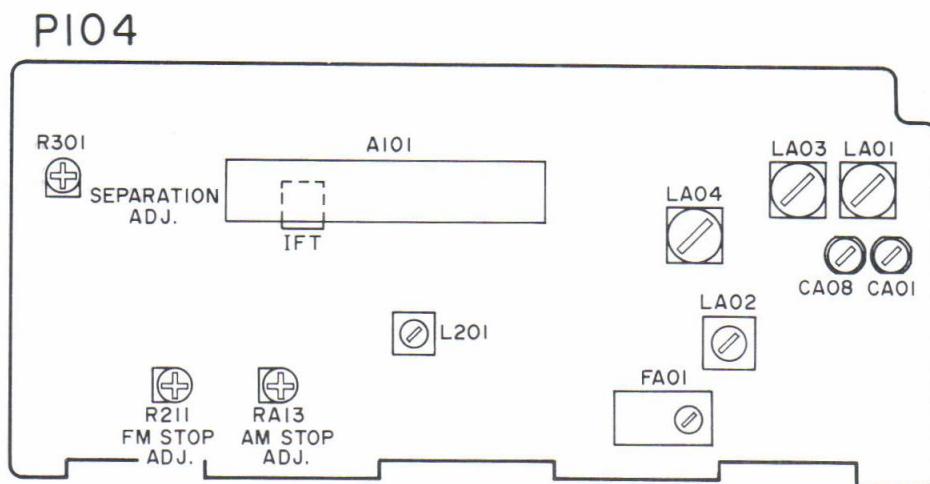 P104
R301
SEPARATION
ADJ.
A101
IFT
LA03 LA01
LA04
CA08 CA01
LA02
L201
FA01
R211
FM STOP
ADJ.
RA13
AM STOP
ADJ.